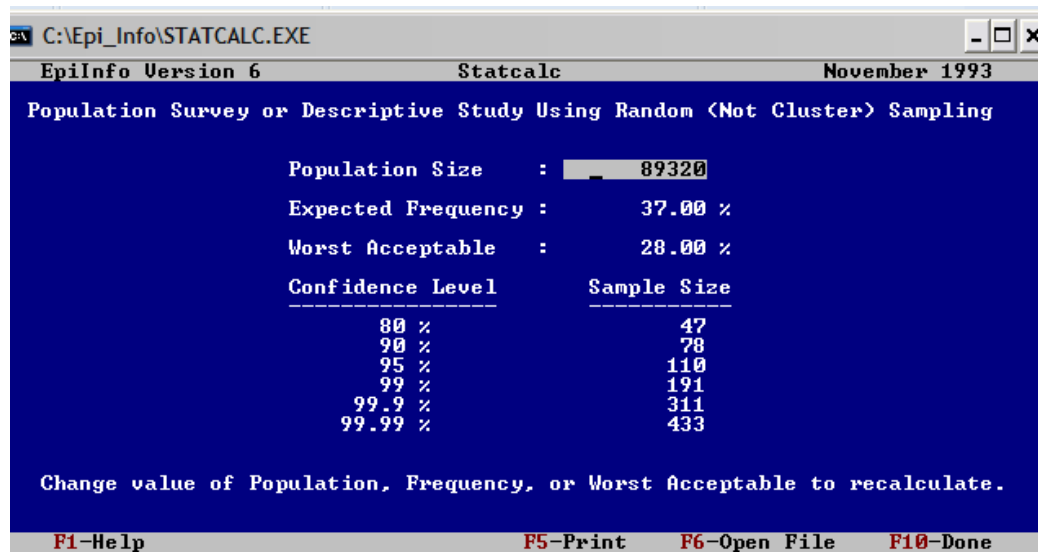 C:\Epi_Info\STATCALC.EXE
EpiInfo Version 6 Statcalc November 1993
Population Survey or Descriptive Study Using Random (Not Cluster) Sampling
Population Size : _ 89320
Expected Frequency : 37.00 %
Worst Acceptable : 28.00 %
Confidence Level Sample Size
80 % 47
90 % 78
95 % 110
99 % 191
99.9 % 311
99.99 % 433
Change value of Population, Frequency, or Worst Acceptable to recalculate.
F1-Help F5-Print F6-Open File F10-Done